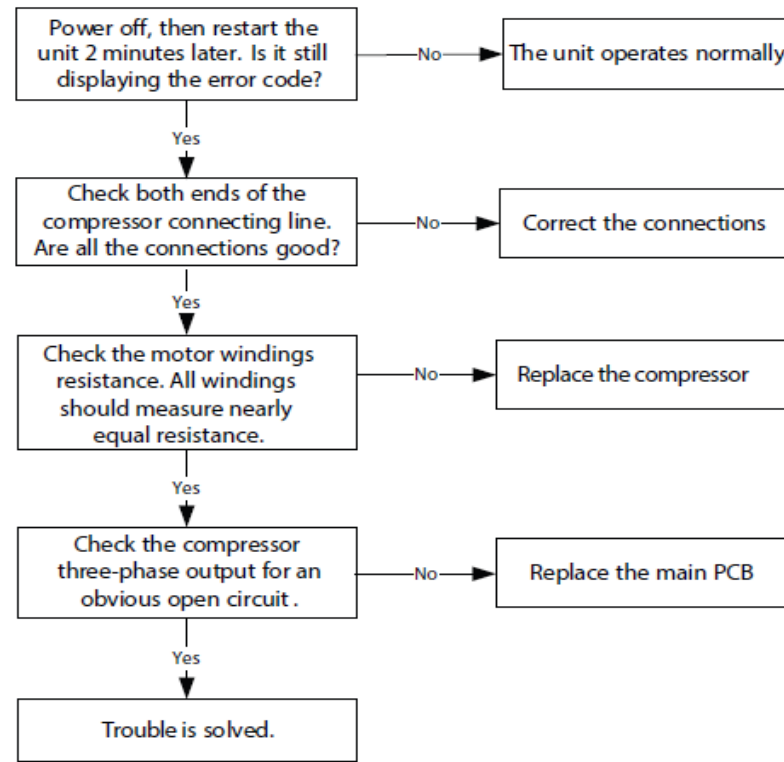 Power off, then restart the
unit 2 minutes later. Is it still
displaying the error code?
No
The unit operates normally
Yes
Check both ends of the
compressor connecting line.
Are all the connections good?
No
Correct the connections
Yes
Check the motor windings
resistance. All windings
should measure nearly
equal resistance.
No
Replace the compressor
Yes
Check the compressor
three-phase output for an
obvious open circuit .
No
Replace the main PCB
Yes
Trouble is solved.